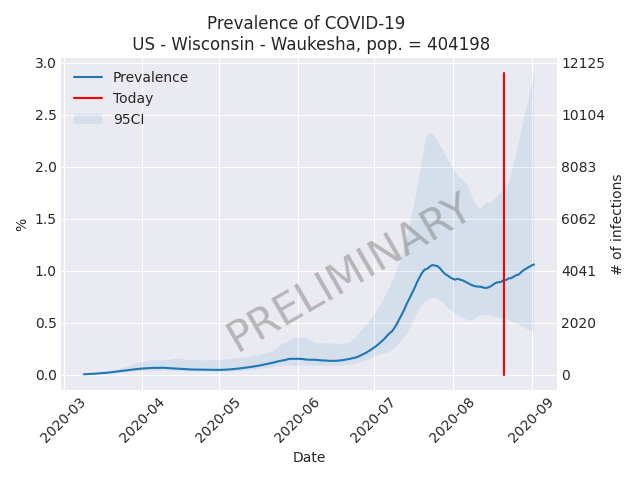 Prevalence of COVID-19
US - Wisconsin - Waukesha, pop. = 404198
3.0
2.5
2.0
1.5
1.0
0.5
0.0
%
Prevalence
Today
95CI
PRELIMINARY
12125
10104
8083
6062
4041
2020
0
# of infections
2020-03
2020-04
2020-05
2020-06
2020-07
2020-08
2020-09
Date